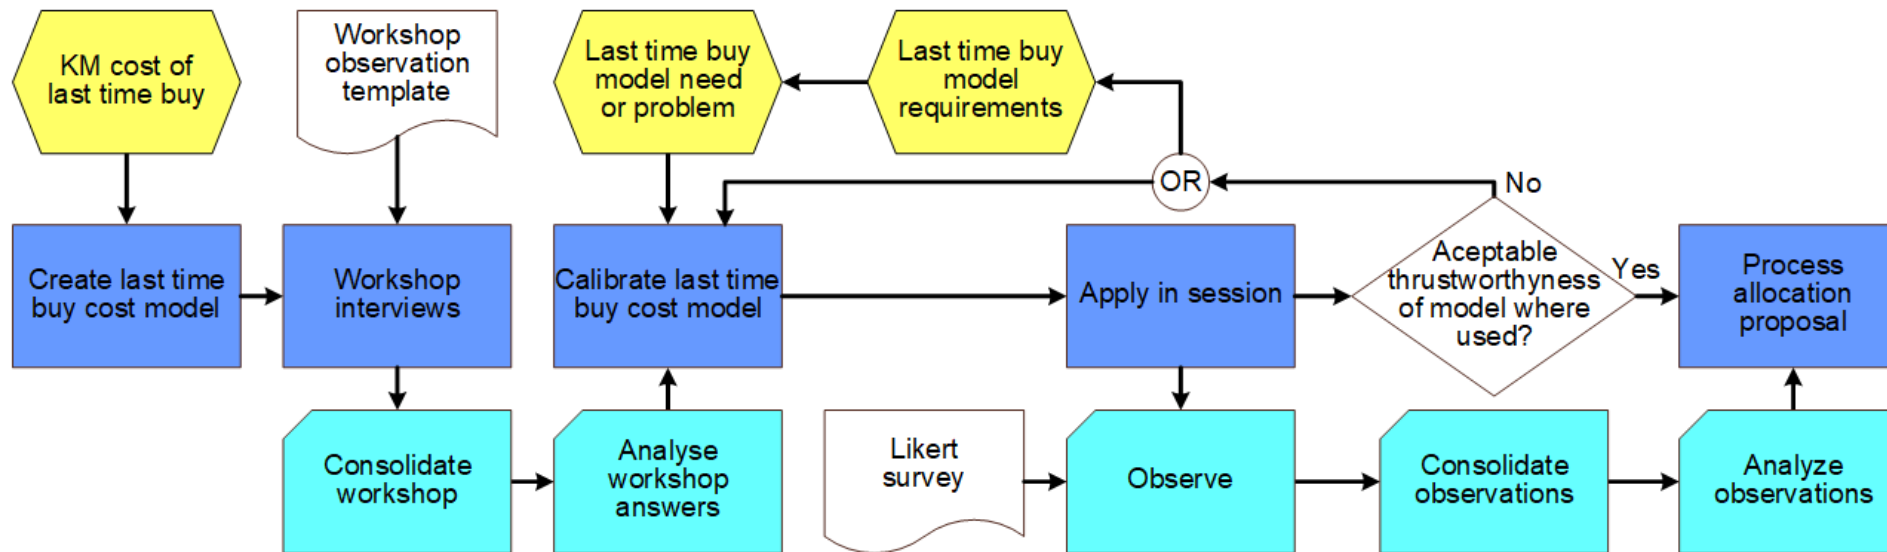 KM cost of
last time buy
Workshop
observation
template
Last time buy
model need
or problem
Last time buy
model
requirements
OR
No
Create last time
buy cost model
Workshop
interviews
Calibrate last time
buy cost model
Apply in session
Aceptable
thrustworthyness
of model where
used?
Yes
Process
allocation
proposal
Consolidate
workshop
Analyse
workshop
answers
Likert
survey
Observe
Consolidate
observations
Analyze
observations